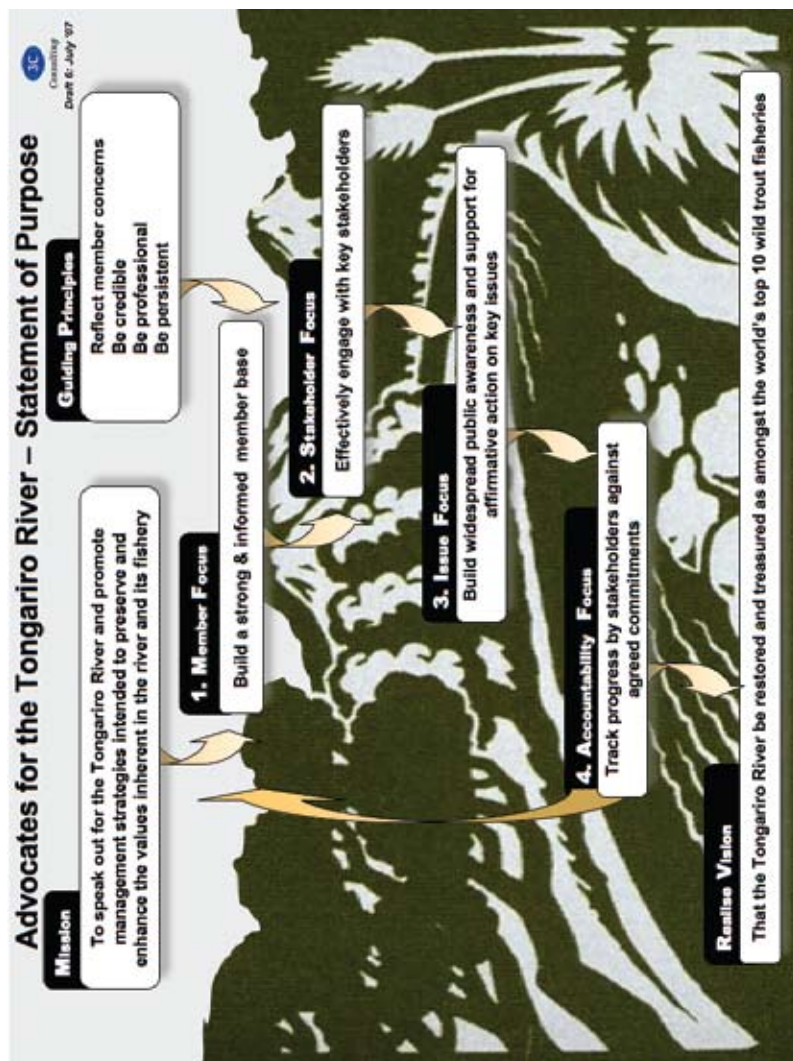 Advocates for the Tongariro River – Statement of Purpose
3C
Consulting
Draft 6: July '07
Mission
To speak out for the Tongariro River and promote
management strategies intended to preserve and
enhance the values inherent in the river and its fishery
Guiding Principles
Reflect member concerns
Be credible
Be professional
Be persistent
1. Member Focus
Build a strong & informed member base
2. Stakeholder Focus
Effectively engage with key stakeholders
3. Issue Focus
Build widespread public awareness and support for
affirmative action on key issues
4. Accountability Focus
Track progress by stakeholders against
agreed commitments
Realise Vision
That the Tongariro River be restored and treasured as amongst the world's top 10 wild trout fisheries